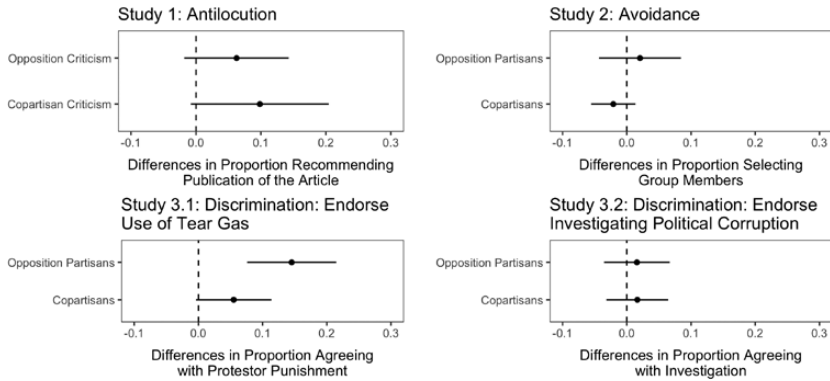 Study 1: Antilocution
Opposition Criticism
Copartisan Criticism
-0.1 0.0 0.1 0.2 0.3
Differences in Proportion Recommending
Publication of the Article
Study 2: Avoidance
Opposition Partisans
Copartisans
-0.1 0.0 0.1 0.2 0.3
Differences in Proportion Selecting
Group Members
Study 3.1: Discrimination: Endorse
Use of Tear Gas
Opposition Partisans
Copartisans
-0.1 0.0 0.1 0.2 0.3
Differences in Proportion Agreeing
with Protestor Punishment
Study 3.2: Discrimination: Endorse
Investigating Political Corruption
Opposition Partisans
Copartisans
-0.1 0.0 0.1 0.2 0.3
Differences in Proportion Agreeing
with Investigation